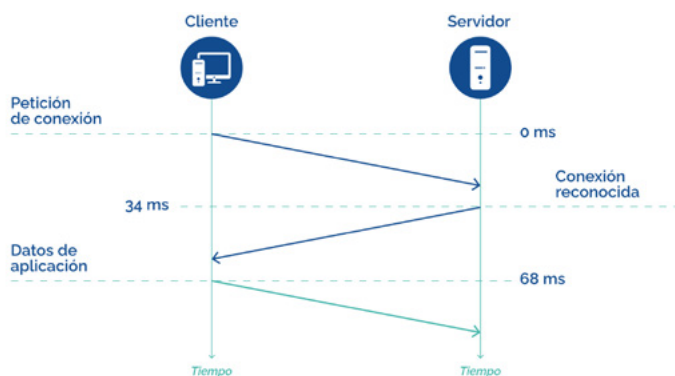 Cliente
Servidor
Petición
de conexión
0 ms
Conexión
reconocida
34 ms
Datos de
aplicación
68 ms
Tiempo
Tiempo